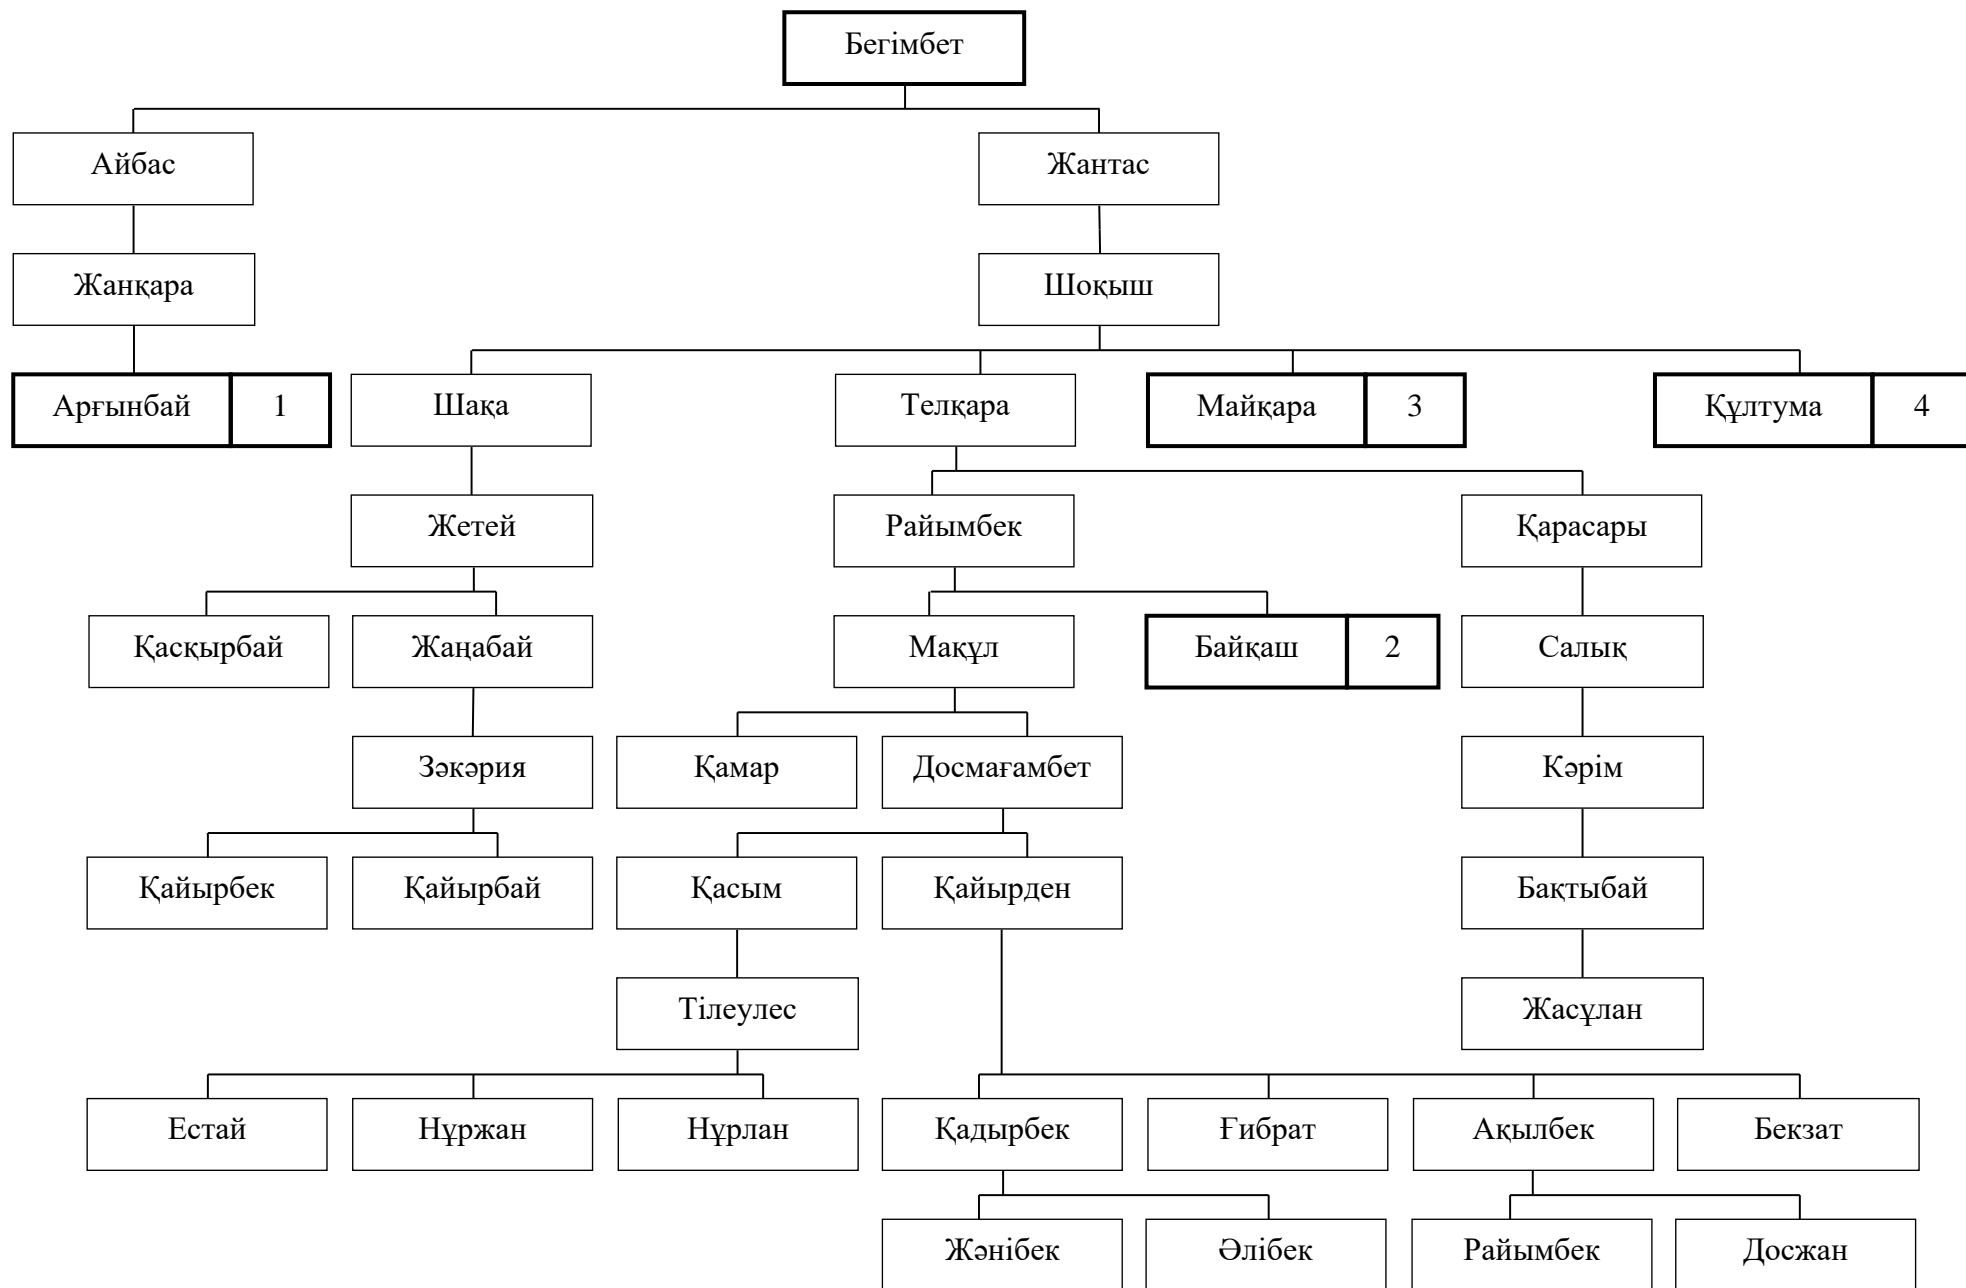 Бегімбет
Айбас
Жантас
Жанқара
Шоқыш
Арғынбай 1
Шақа
Телқара
Майқара 3
Құлтума 4
Жетей
Райымбек
Қарасары
Қасқырбай
Жаңабай
Мақұл
Байқаш 2
Салық
Зәкәрия
Қамар
Досмағамбет
Кәрім
Қайырбек
Қайырбай
Қасым
Қайырден
Бақтыбай
Тілеулес
Жасұлан
Естай
Нұржан
Нұрлан
Қадырбек
Ғибрат
Ақылбек
Бекзат
Жәнібек
Әлібек
Райымбек
Досжан